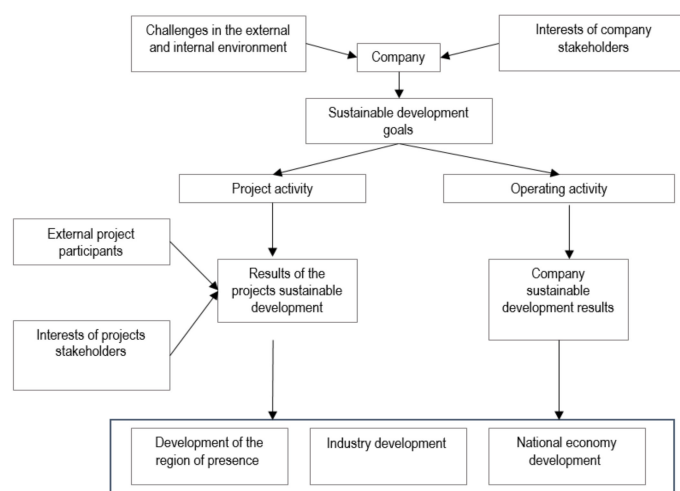 Challenges in the external
and internal environment
Interests of company
stakeholders
Company
Sustainable development
goals
Project activity
Operating activity
External project
participants
Results of the
projects sustainable
development
Company
sustainable
development results
Interests of projects
stakeholders
Development of the
region of presence
Industry development
National economy
development